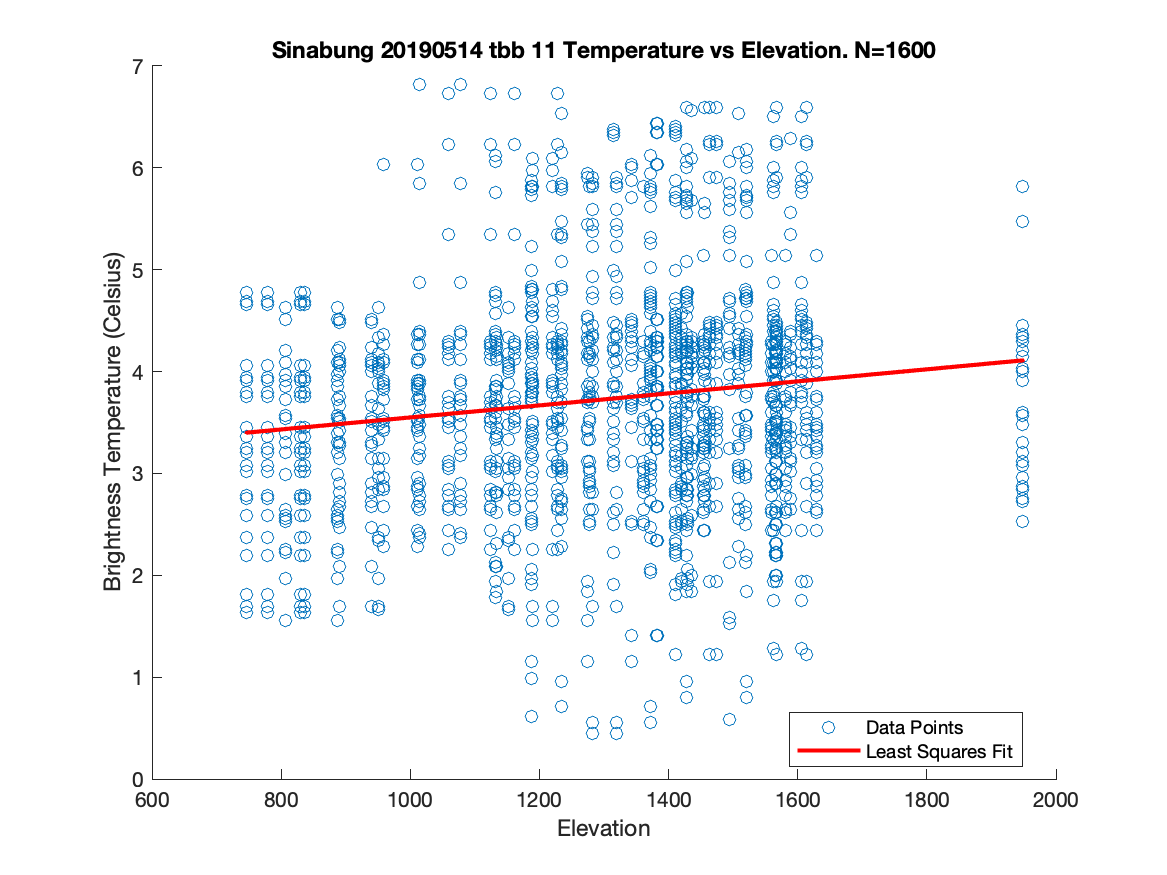 Sinabung 20190514 tbb 11 Temperature vs Elevation. N=1600
7
6
5
4
3
2
1
0
Brightness Temperature (Celsius)
Data Points
Least Squares Fit
600 800 1000 1200 1400 1600 1800 2000
Elevation